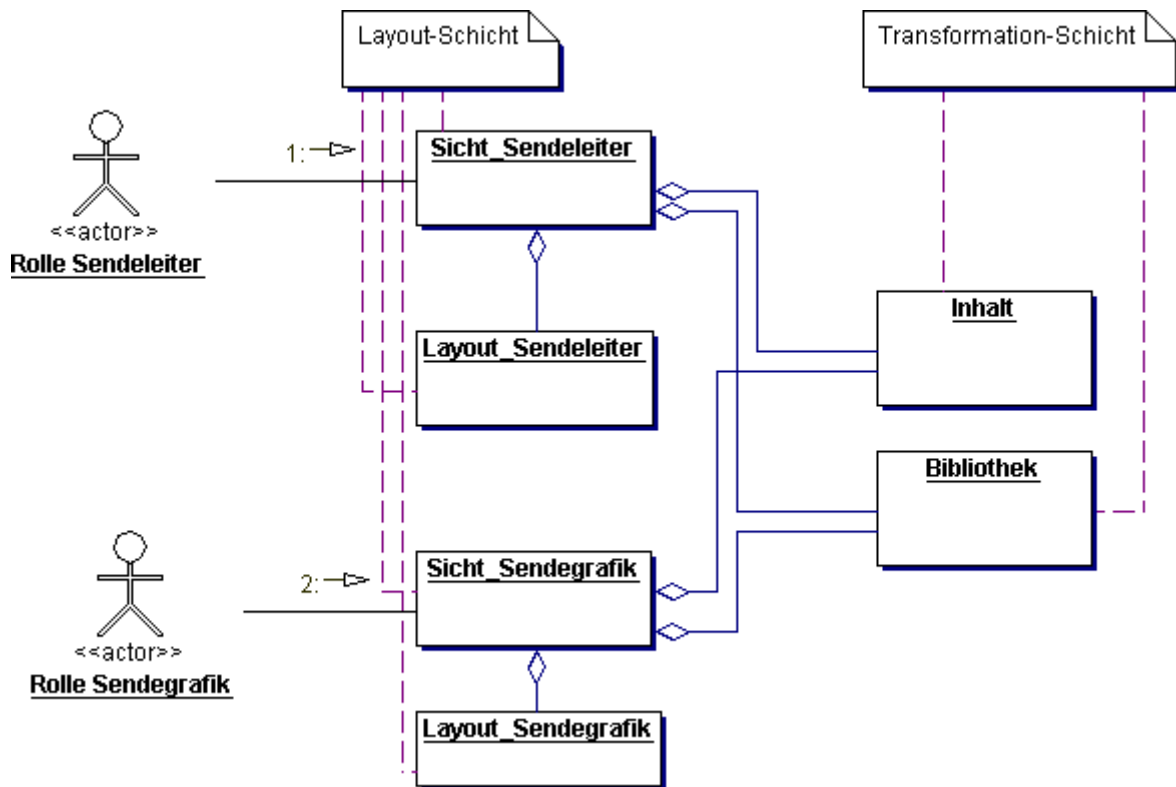 Layout-Schicht
Transformation-Schicht
1:
Sicht_Sendeleiter
<<actor>>
Rolle Sendeleiter
Inhalt
Layout_Sendeleiter
Bibliothek
2:
Sicht_Sendegrafik
<<actor>>
Rolle Sendegrafik
Layout_Sendegrafik